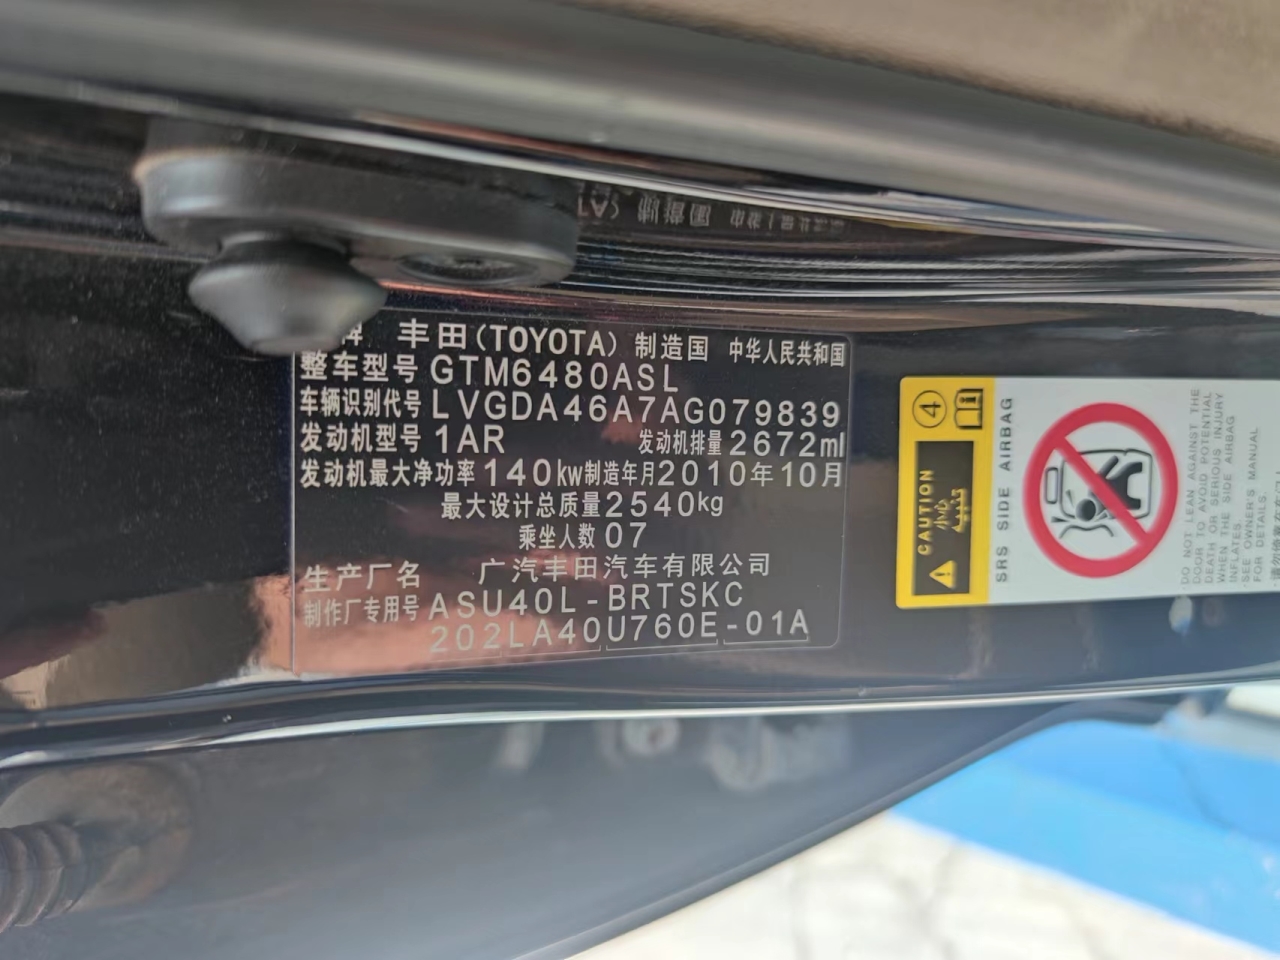 牌 丰田(TOYOTA) 制造国 中华人民共和国
整车型号 GTM6480ASL
车辆识别代号 LVGDA46A7AG079839
发动机型号 1AR 发动机排量 2672ml
发动机最大净功率 140kw 制造年月 2010年10月
最大设计总质量 2540kg
乘坐人数 07
生产厂名 广汽丰田汽车有限公司
制作厂专用号 ASU40L-BRTSKC
202LA40U760E-01A
4
CAUTION
小心
تنبيه
SRS SIDE AIRBAG
DO NOT LEAN AGAINST THE
DOOR TO AVOID POTENTIAL
DEATH OR SERIOUS INJURY
WHEN THE SIDE AIRBAG
INFLATES.
SEE OWNER'S MANUAL
FOR DETAILS.